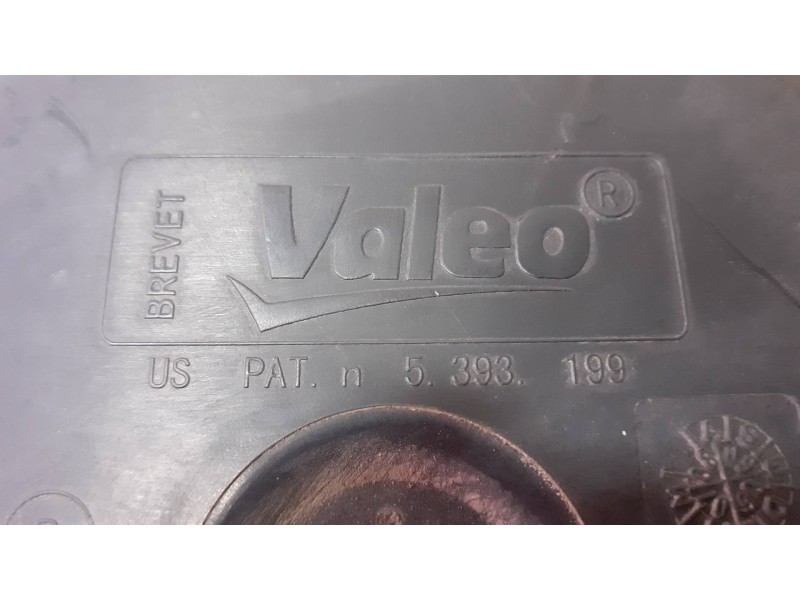 BREVET
Valeo®
US PAT. n 5. 393. 199